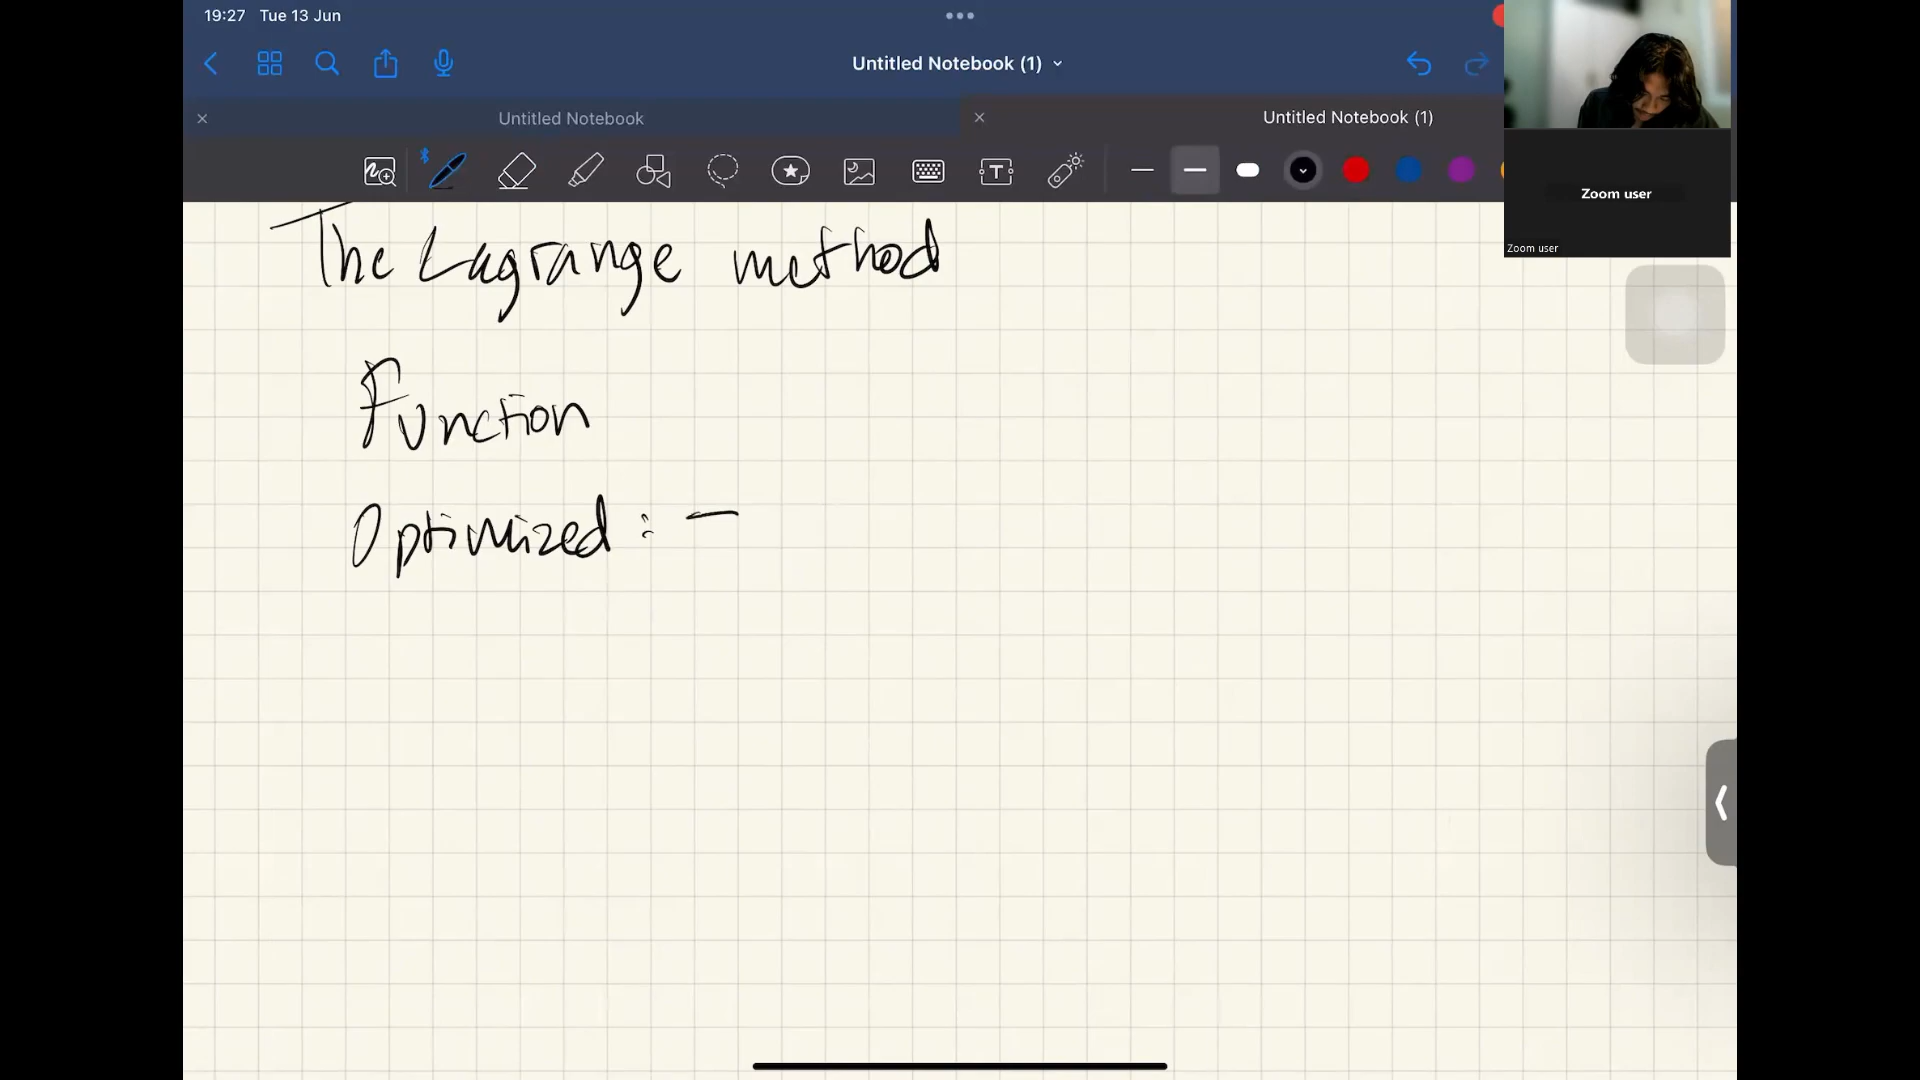 19:27 Tue 13 Jun
Untitled Notebook (1)
Untitled Notebook
Untitled Notebook (1)
T
Zoom user
Zoom user
The Lagrange method
Function
Optimized :